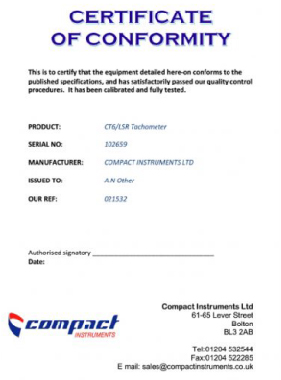 CERTIFICATE
OF CONFORMITY
This is to certify that the equipment detailed here-on conforms to the
published specifications, and has satisfactorily passed our quality control
procedures. It has been calibrated and fully tested.
PRODUCT: CT6/LSR Tachometer
SERIAL NO: 102659
MANUFACTURER: COMPACT INSTRUMENTS LTD
ISSUED TO: A N Other
OUR REF: 031532
Authorised signatory
Date:
compact
INSTRUMENTS
Compact Instruments Ltd
61-65 Lever Street
Bolton
BL3 2AB
Tel:01204 532544
Fax:01204 522285
E mail: sales@compactinstruments.co.uk